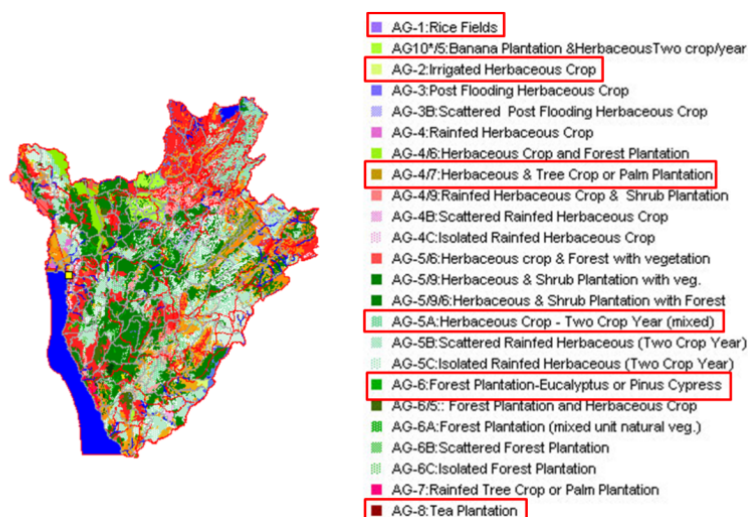 AG-1:Rice Fields
AG10*/5:Banana Plantation &HerbaceousTwo crop/year
AG-2:Irrigated Herbaceous Crop
AG-3:Post Flooding Herbaceous Crop
AG-3B:Scattered Post Flooding Herbaceous Crop
AG-4:Rainfed Herbaceous Crop
AG-4/6:Herbaceous Crop and Forest Plantation
AG-4/7:Herbaceous & Tree Crop or Palm Plantation
AG-4/9:Rainfed Herbaceous Crop & Shrub Plantation
AG-4B:Scattered Rainfed Herbaceous Crop
AG-4C:Isolated Rainfed Herbaceous Crop
AG-5/6:Herbaceous crop & Forest with vegetation
AG-5/9:Herbaceous & Shrub Plantation with veg.
AG-5/9/6:Herbaceous & Shrub Plantation with Forest
AG-5A:Herbaceous Crop - Two Crop Year (mixed)
AG-5B:Scattered Rainfed Herbaceous (Two Crop Year)
AG-5C:Isolated Rainfed Herbaceous (Two Crop Year)
AG-6:Forest Plantation-Eucalyptus or Pinus Cypress
AG-6/5:: Forest Plantation and Herbaceous Crop
AG-6A:Forest Plantation (mixed unit natural veg.)
AG-6B:Scattered Forest Plantation
AG-6C:Isolated Forest Plantation
AG-7:Rainfed Tree Crop or Palm Plantation
AG-8:Tea Plantation